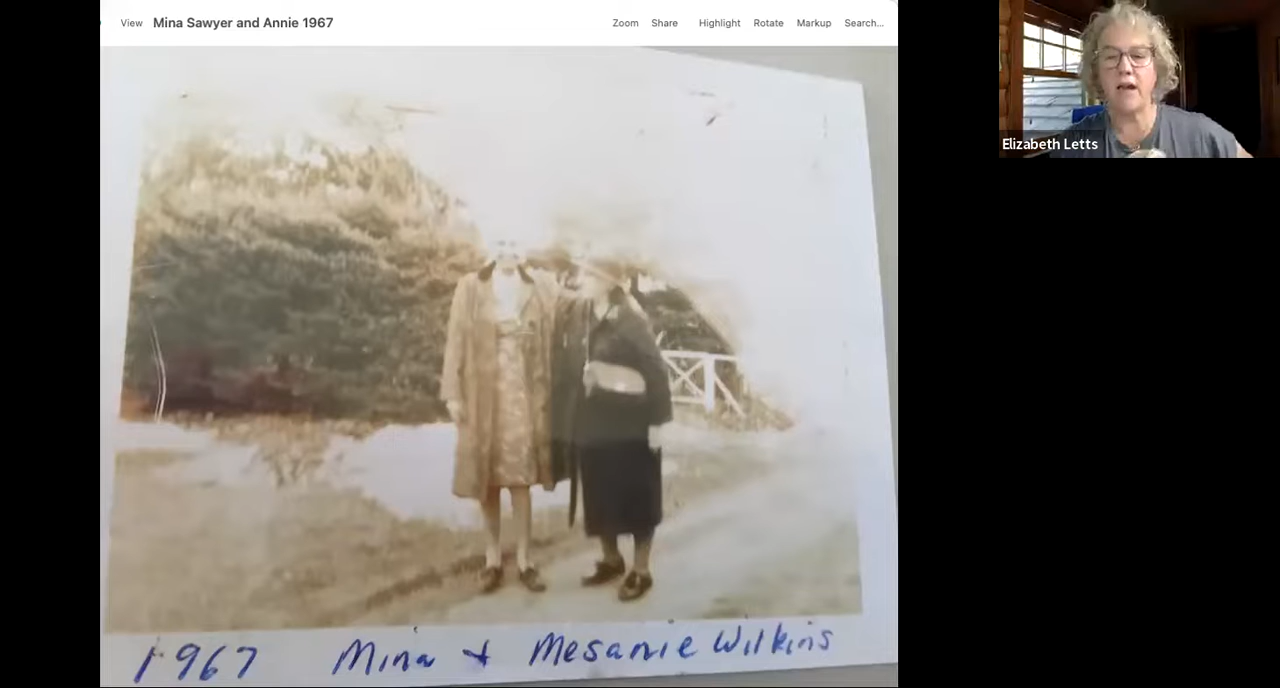 View Mina Sawyer and Annie 1967 Zoom Share Highlight Rotate Markup Search...
Elizabeth Letts
1967 Mina + Mesanie Wilkins